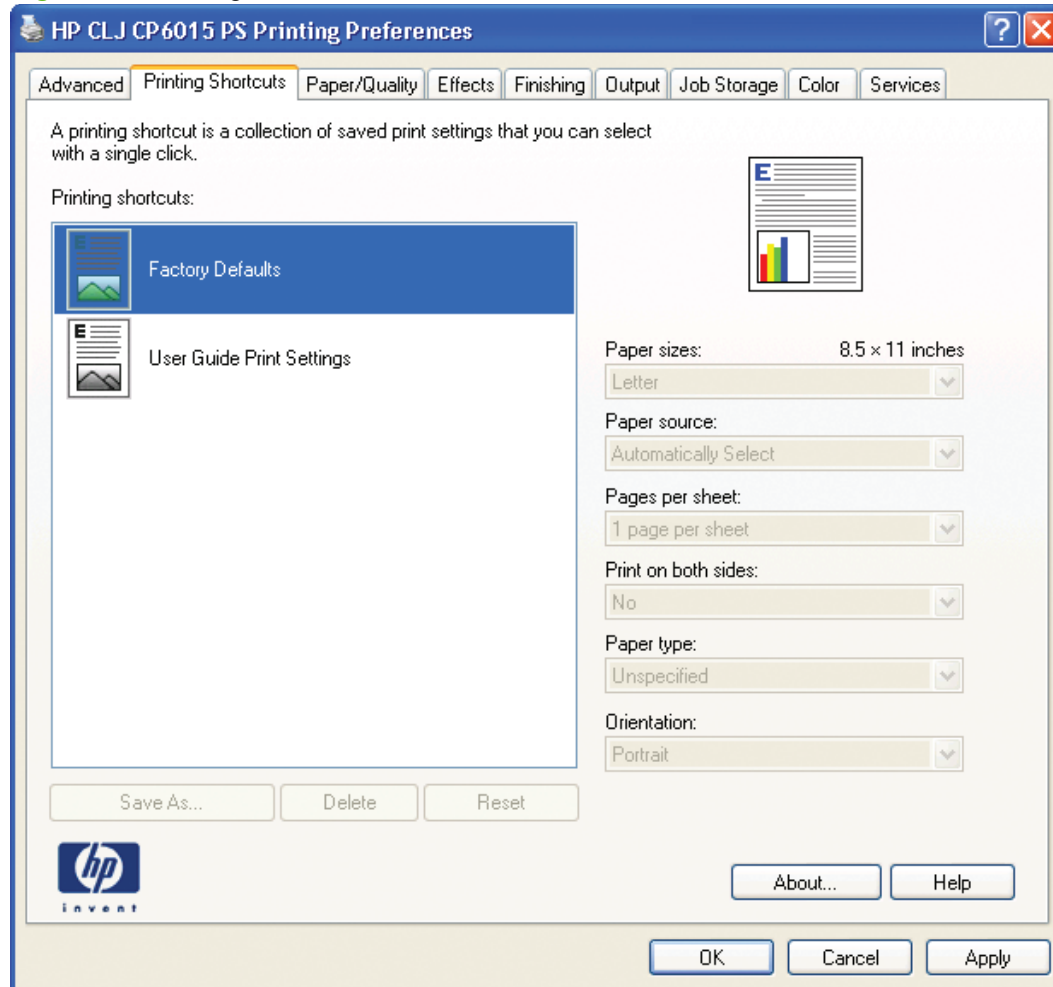 HP CLJ CP6015 PS Printing Preferences
?
Advanced
Printing Shortcuts
Paper/Quality
Effects
Finishing
Output
Job Storage
Color
Services
A printing shortcut is a collection of saved print settings that you can select
with a single click.
Printing shortcuts:
E
Factory Defaults
E
User Guide Print Settings
E
Paper sizes: 8.5 × 11 inches
Letter
Paper source:
Automatically Select
Pages per sheet:
1 page per sheet
Print on both sides:
No
Paper type:
Unspecified
Orientation:
Portrait
Save As...
Delete
Reset
hp
invent
About...
Help
OK
Cancel
Apply